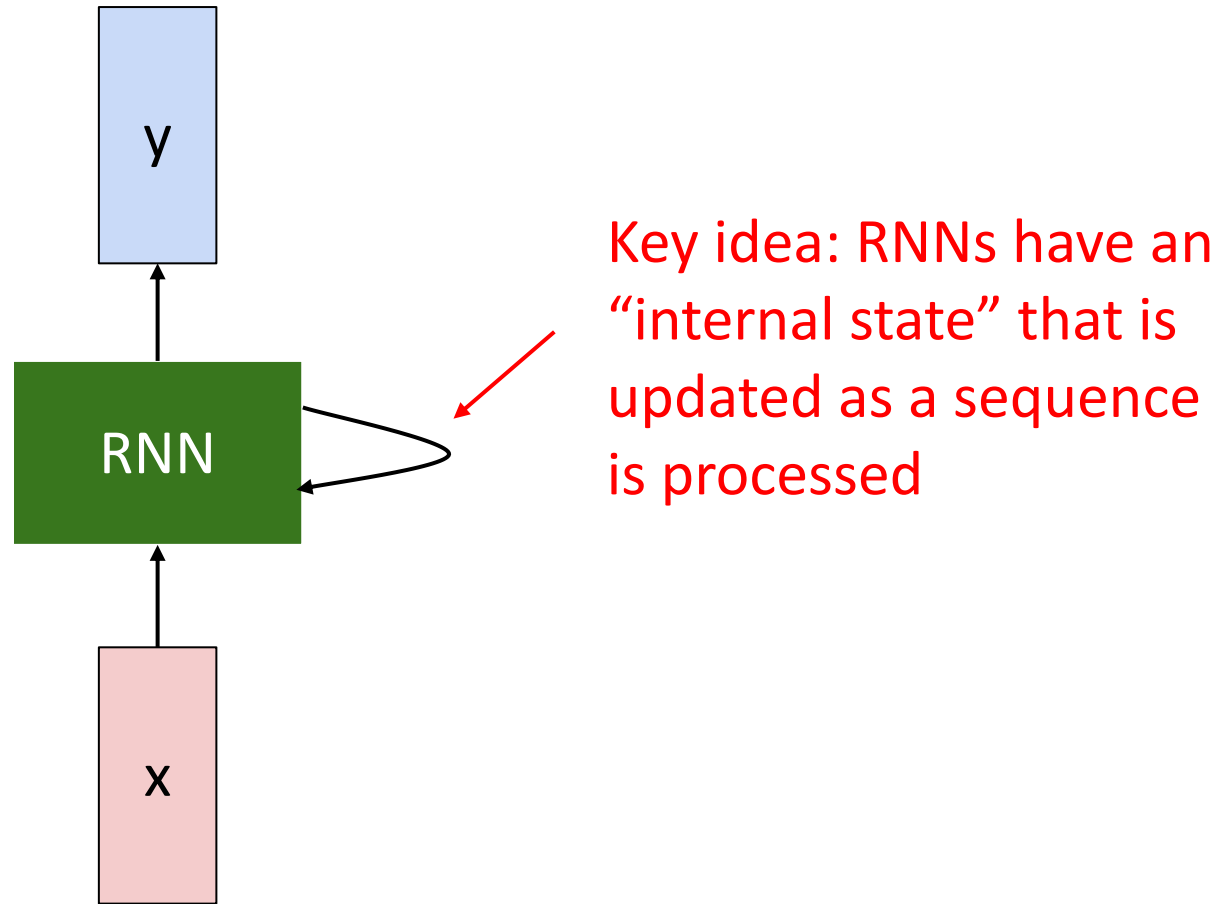 y
Key idea: RNNs have an
“internal state” that is
updated as a sequence
is processed
RNN
x